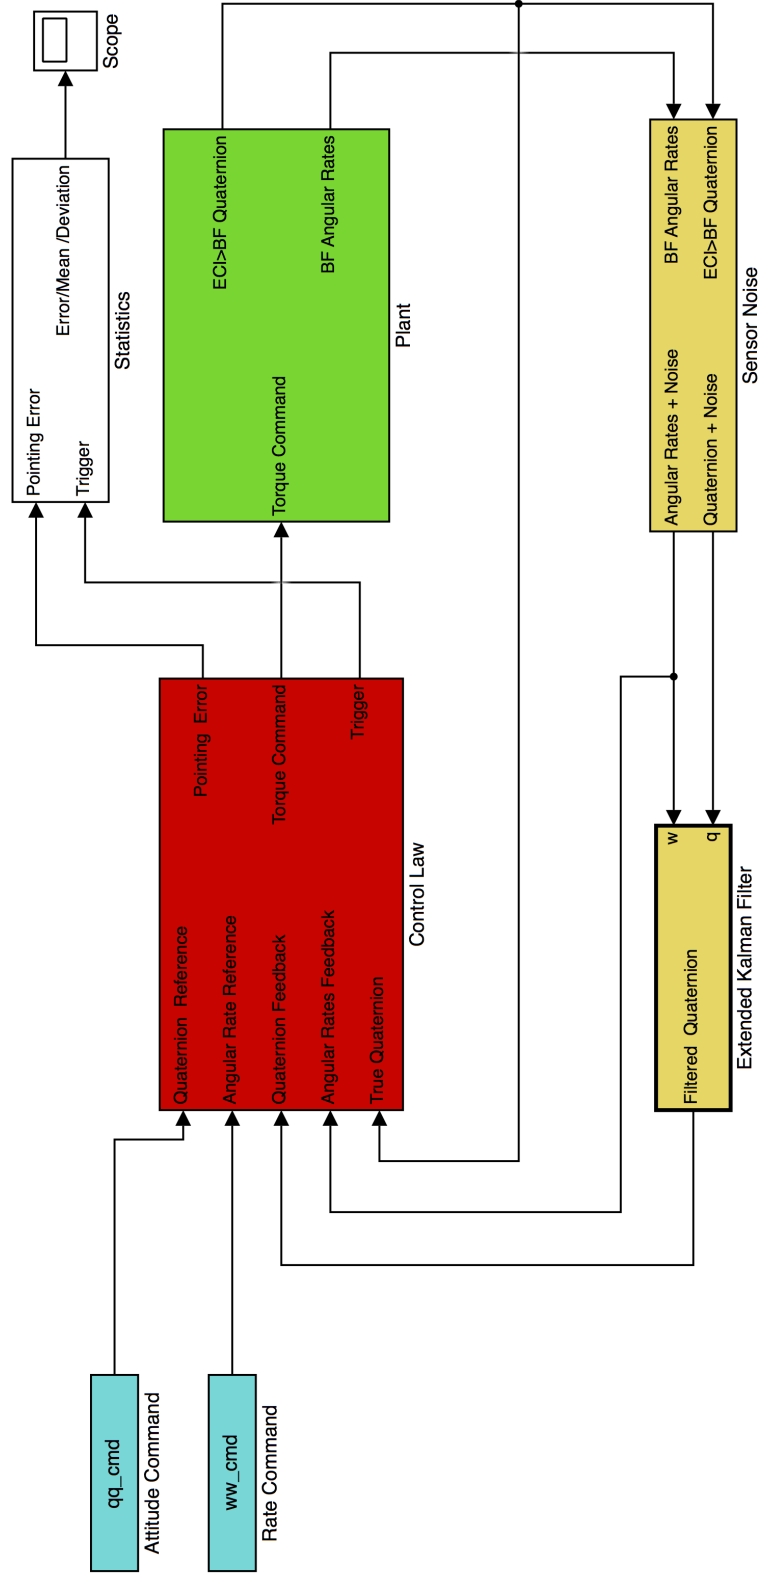 qq_cmd
Attitude Command
ww_cmd
Rate Command
Quaternion Reference
Angular Rate Reference
Quaternion Feedback
Angular Rates Feedback
True Quaternion
Pointing Error
Torque Command
Trigger
Control Law
Pointing Error
Trigger
Error/Mean /Deviation
Statistics
Scope
Torque Command
ECI>BF Quaternion
BF Angular Rates
Plant
Angular Rates + Noise
Quaternion + Noise
BF Angular Rates
ECI>BF Quaternion
Sensor Noise
Filtered Quaternion
w
q
Extended Kalman Filter